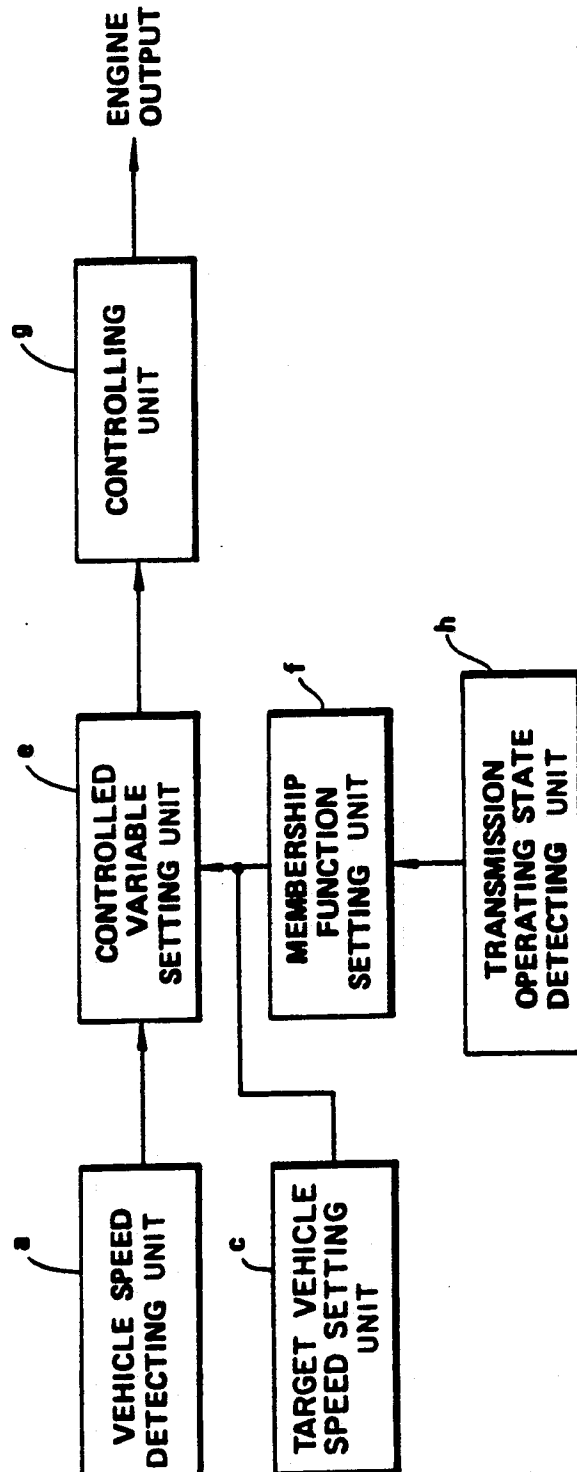 a
VEHICLE SPEED
DETECTING UNIT
e
CONTROLLED
VARIABLE
SETTING UNIT
g
CONTROLLING
UNIT
ENGINE
OUTPUT
c
TARGET VEHICLE
SPEED SETTING
UNIT
f
MEMBERSHIP
FUNCTION
SETTING UNIT
h
TRANSMISSION
OPERATING STATE
DETECTING UNIT